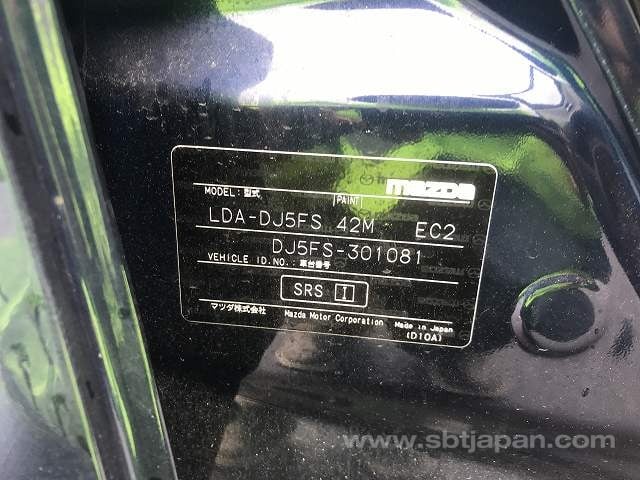 mazda
MODEL:型式 PAINT
LDA-DJ5FS 42M EC2
DJ5FS-301081
VEHICLE ID.NO.:車台番号
SRS I
マツダ株式会社 Mazda Motor Corporation Made in Japan
(D10A)
www.sbtjapan.com